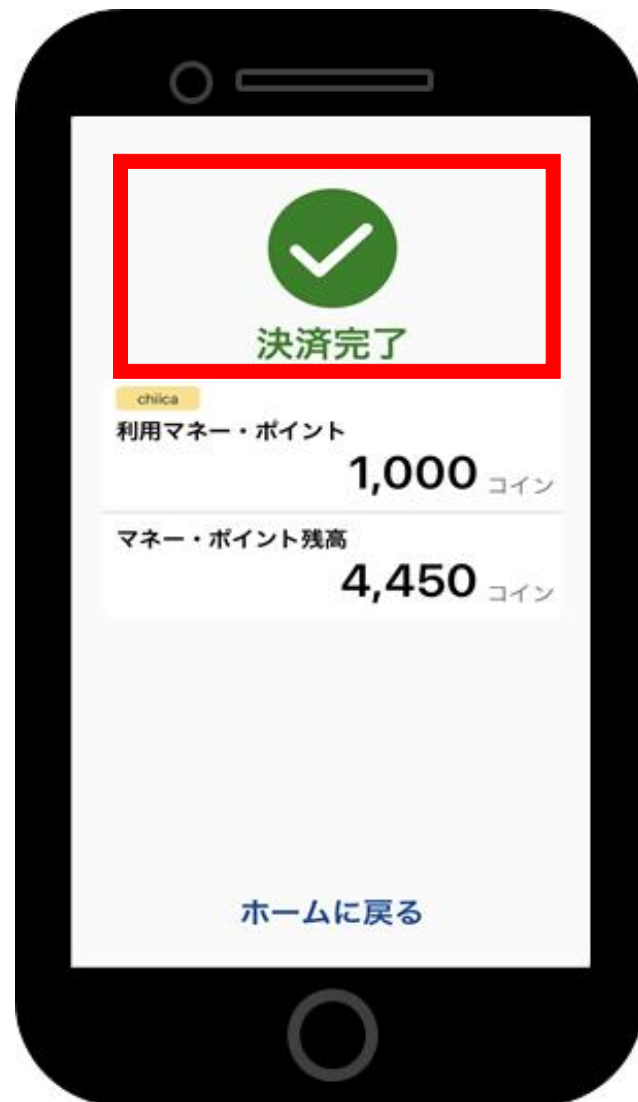 決済完了
chiica
利用マネー・ポイント
1,000 コイン
マネー・ポイント残高
4,450 コイン
ホームに戻る